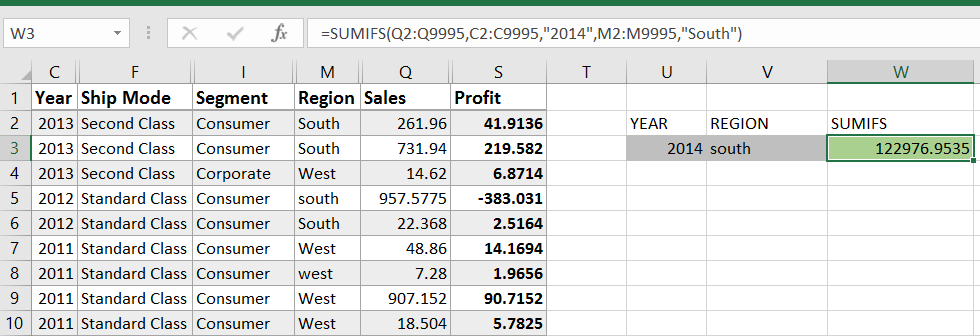 W3 fx =SUMIFS(Q2:Q9995,C2:C9995,"2014",M2:M9995,"South")
C F I M Q S T U V W
1 Year Ship Mode Segment Region Sales Profit
2 2013 Second Class Consumer South 261.96 41.9136 YEAR REGION SUMIFS
3 2013 Second Class Consumer South 731.94 219.582 2014 south 122976.9535
4 2013 Second Class Corporate West 14.62 6.8714
5 2012 Standard Class Consumer south 957.5775 -383.031
6 2012 Standard Class Consumer South 22.368 2.5164
7 2011 Standard Class Consumer West 48.86 14.1694
8 2011 Standard Class Consumer west 7.28 1.9656
9 2011 Standard Class Consumer West 907.152 90.7152
10 2011 Standard Class Consumer West 18.504 5.7825